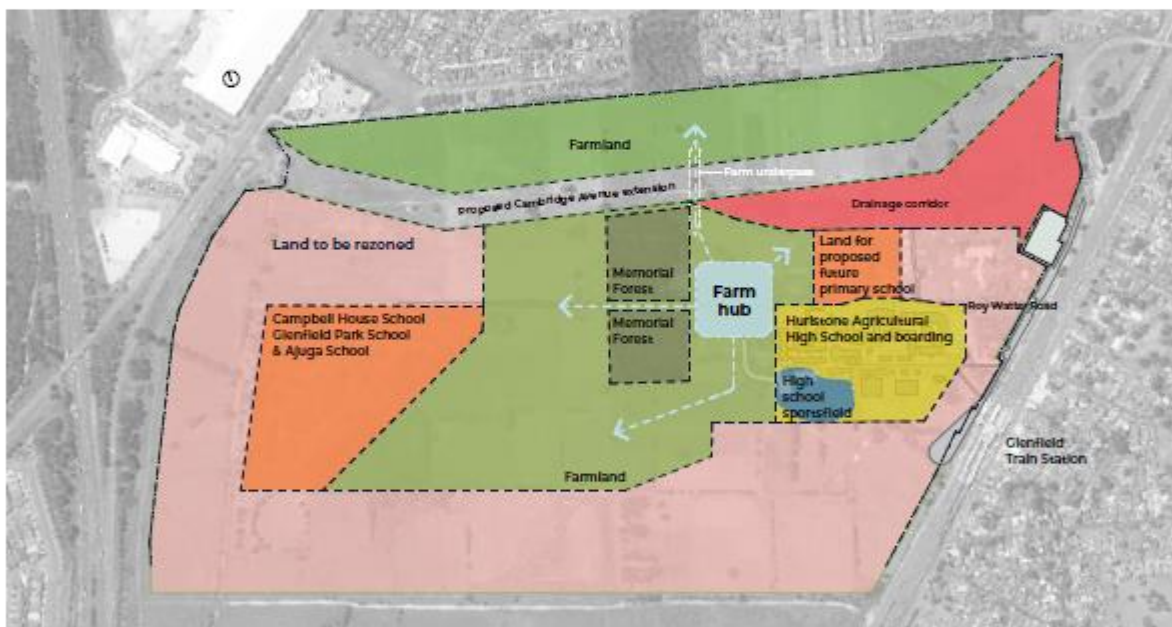 Farmland
Farm underpass
proposed Cambridge Avenue extension
Drainage corridor
Land to be rezoned
Land for
proposed
future
primary school
Memorial
Forest
Farm
hub
Roy Watts Road
Campbell House School
Glenfield Park School
& Ajuga School
Memorial
Forest
Hurlstone Agricultural
High School and boarding
High
school
sportsfield
Glenfield
Train Station
Farmland